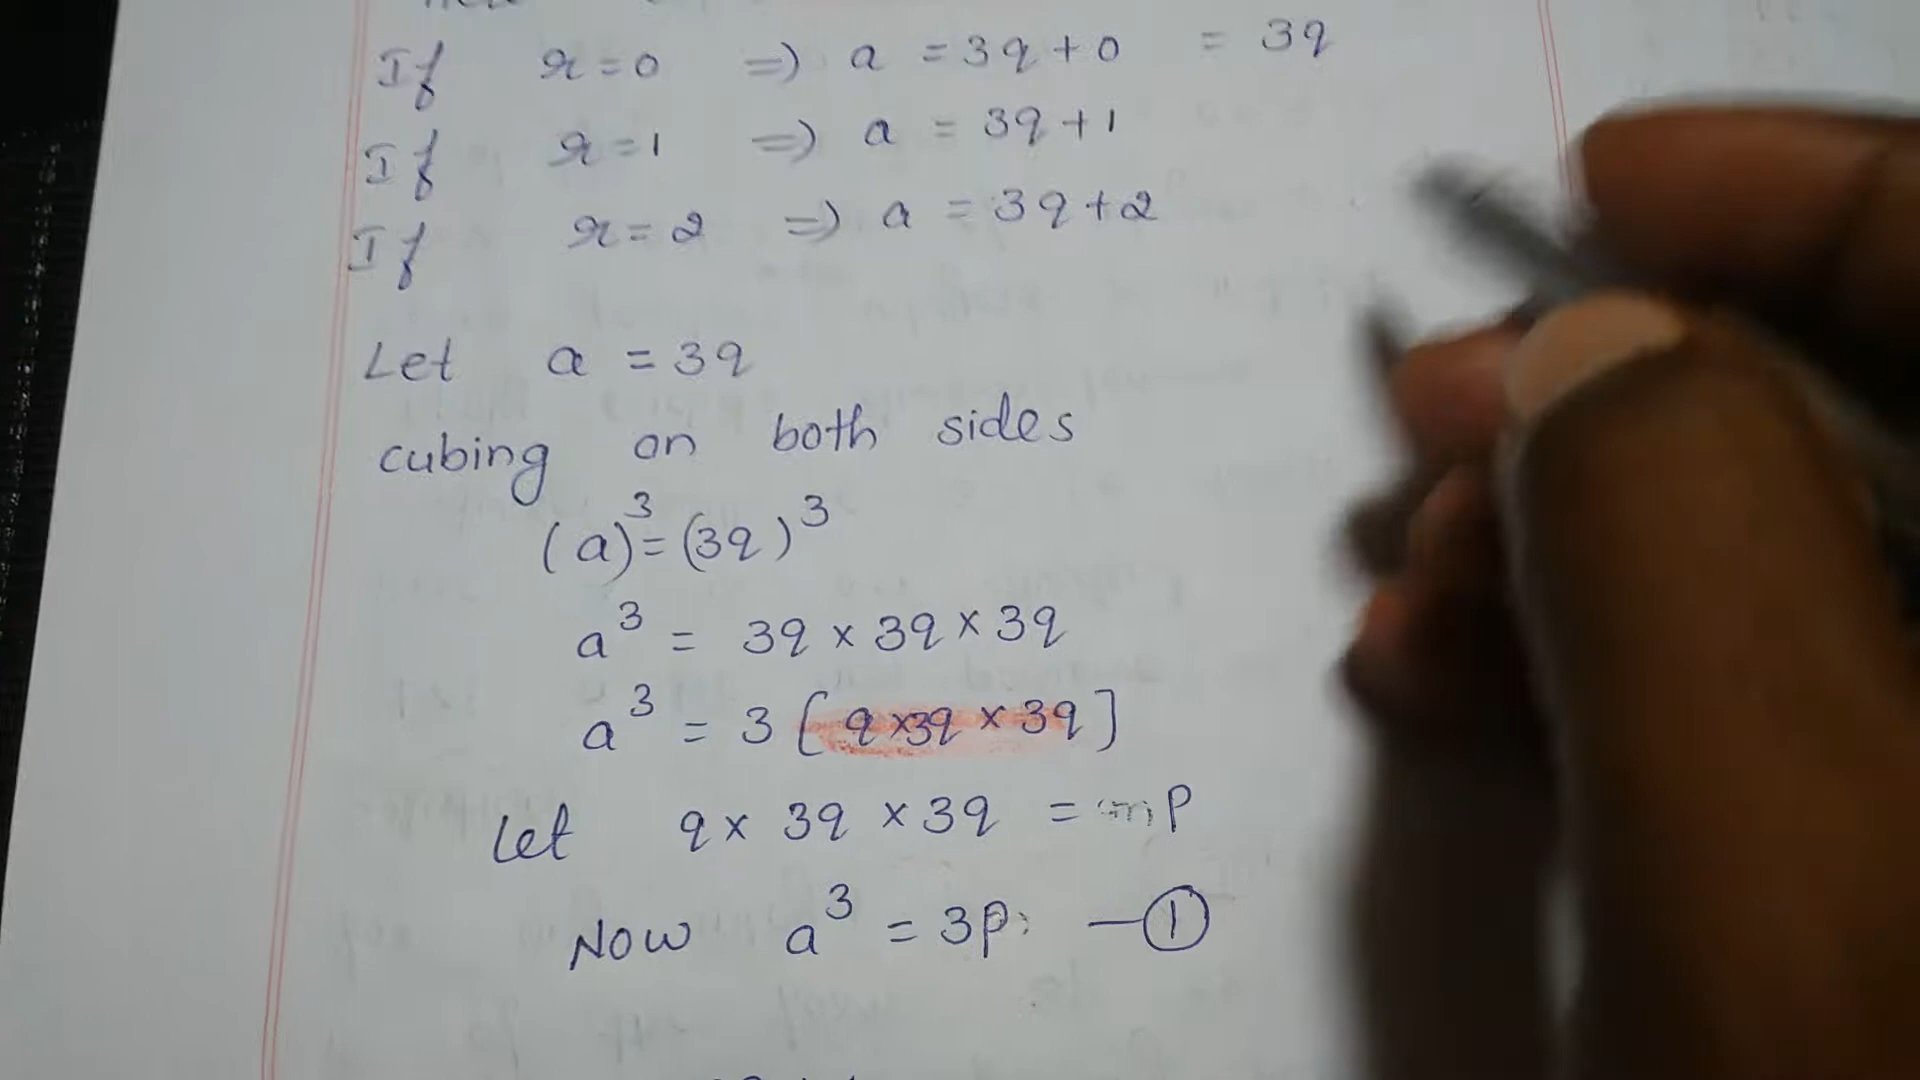 If r=0 => a = 3q+0 = 3q
If r=1 => a = 3q+1
If r=2 => a = 3q+2
Let a = 3q
cubing on both sides
(a)³=(3q)³
a³ = 3q × 3q × 3q
a³ = 3 [ q×3q × 3q]
Let q× 3q × 3q = p
Now a³ = 3p —①